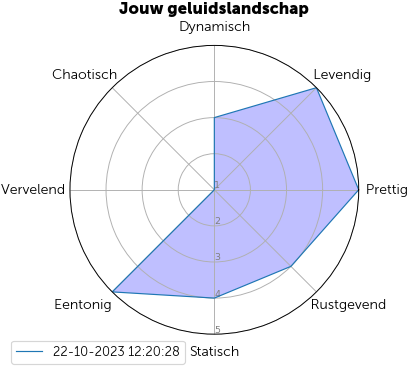 Jouw geluidslandschap
Dynamisch
Chaotisch
Levendig
Vervelend
1
Prettig
2
3
4
Eentonig
Rustgevend
5
22-10-2023 12:20:28
Statisch